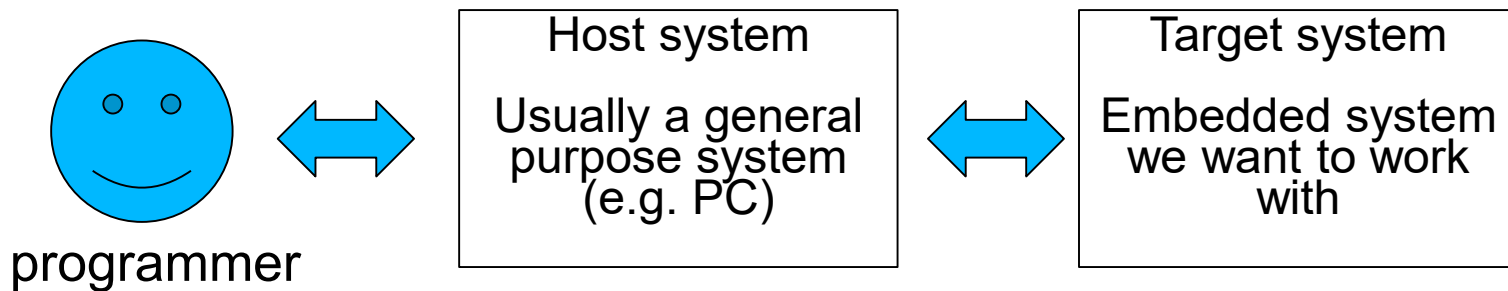 programmer
Host system
Usually a general
purpose system
(e.g. PC)
Target system
Embedded system
we want to work
with